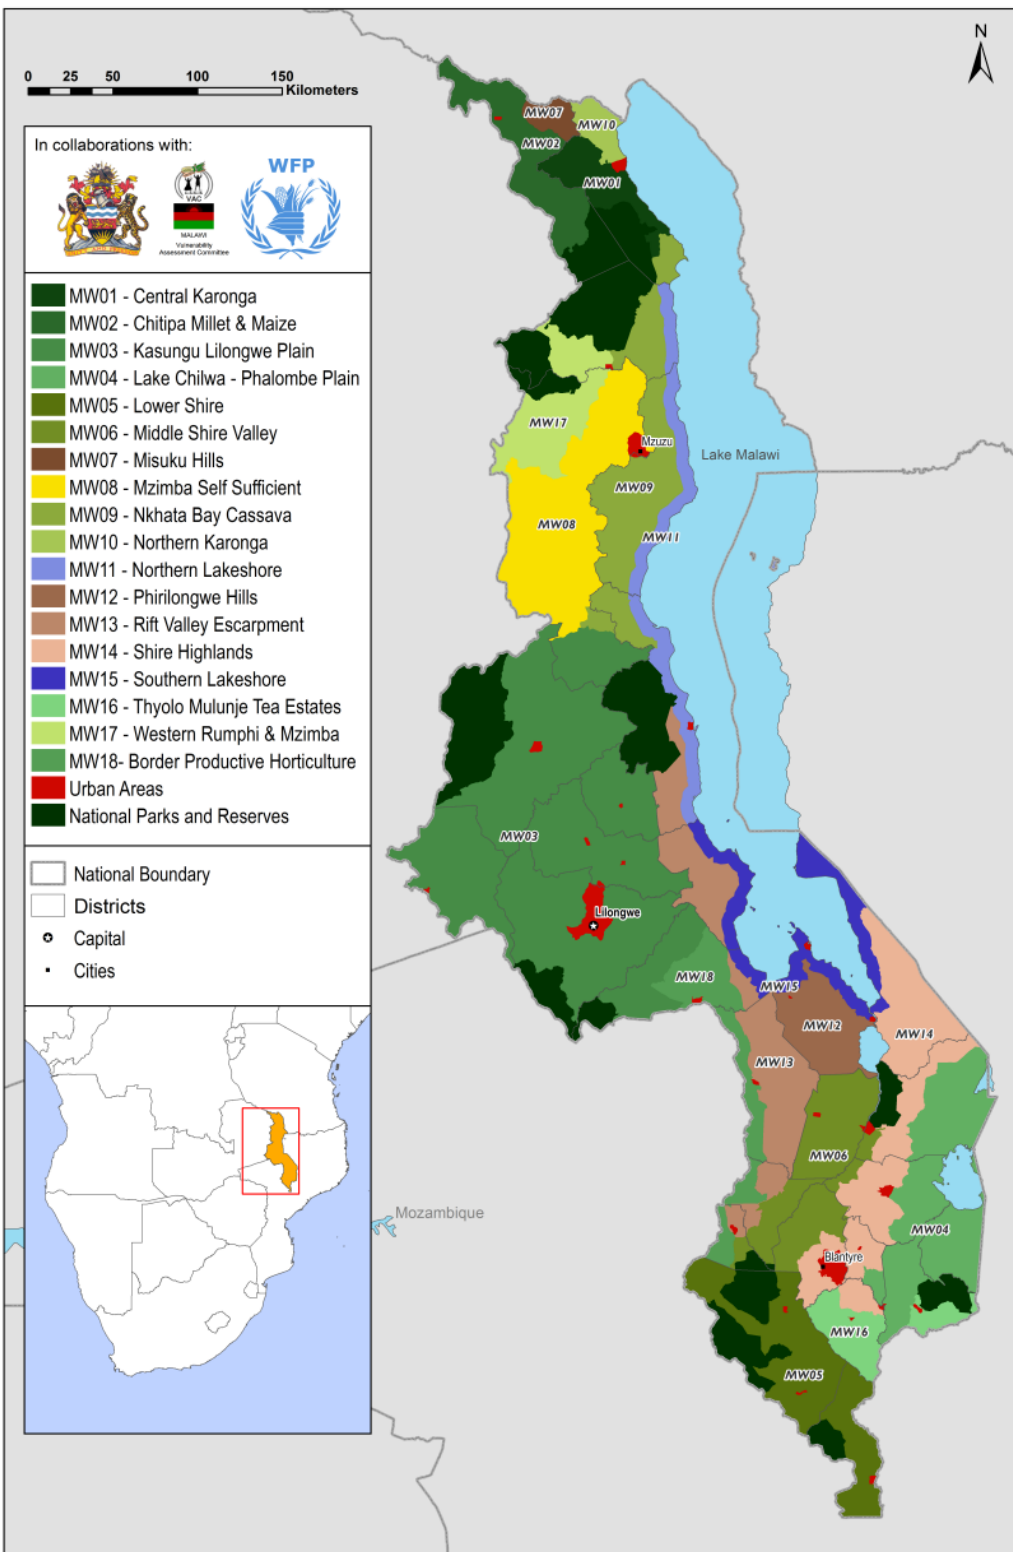 N
0 25 50 100 150
Kilometers
In collaborations with:
WFP
VAC
MALAWI
Vulnerability
Assessment Committee
MW01 - Central Karonga
MW02 - Chitipa Millet & Maize
MW03 - Kasungu Lilongwe Plain
MW04 - Lake Chilwa - Phalombe Plain
MW05 - Lower Shire
MW06 - Middle Shire Valley
MW07 - Misuku Hills
MW08 - Mzimba Self Sufficient
MW09 - Nkhata Bay Cassava
MW10 - Northern Karonga
MW11 - Northern Lakeshore
MW12 - Phirilongwe Hills
MW13 - Rift Valley Escarpment
MW14 - Shire Highlands
MW15 - Southern Lakeshore
MW16 - Thyolo Mulunje Tea Estates
MW17 - Western Rumphi & Mzimba
MW18- Border Productive Horticulture
Urban Areas
National Parks and Reserves
National Boundary
Districts
Capital
Cities
MW07
MW10
MW02
MW01
MW17
Mzuzu
Lake Malawi
MW09
MW08
MW11
MW03
Lilongwe
MW18
MW15
MW12
MW14
MW13
MW06
Mozambique
MW04
Blantyre
MW16
MW05